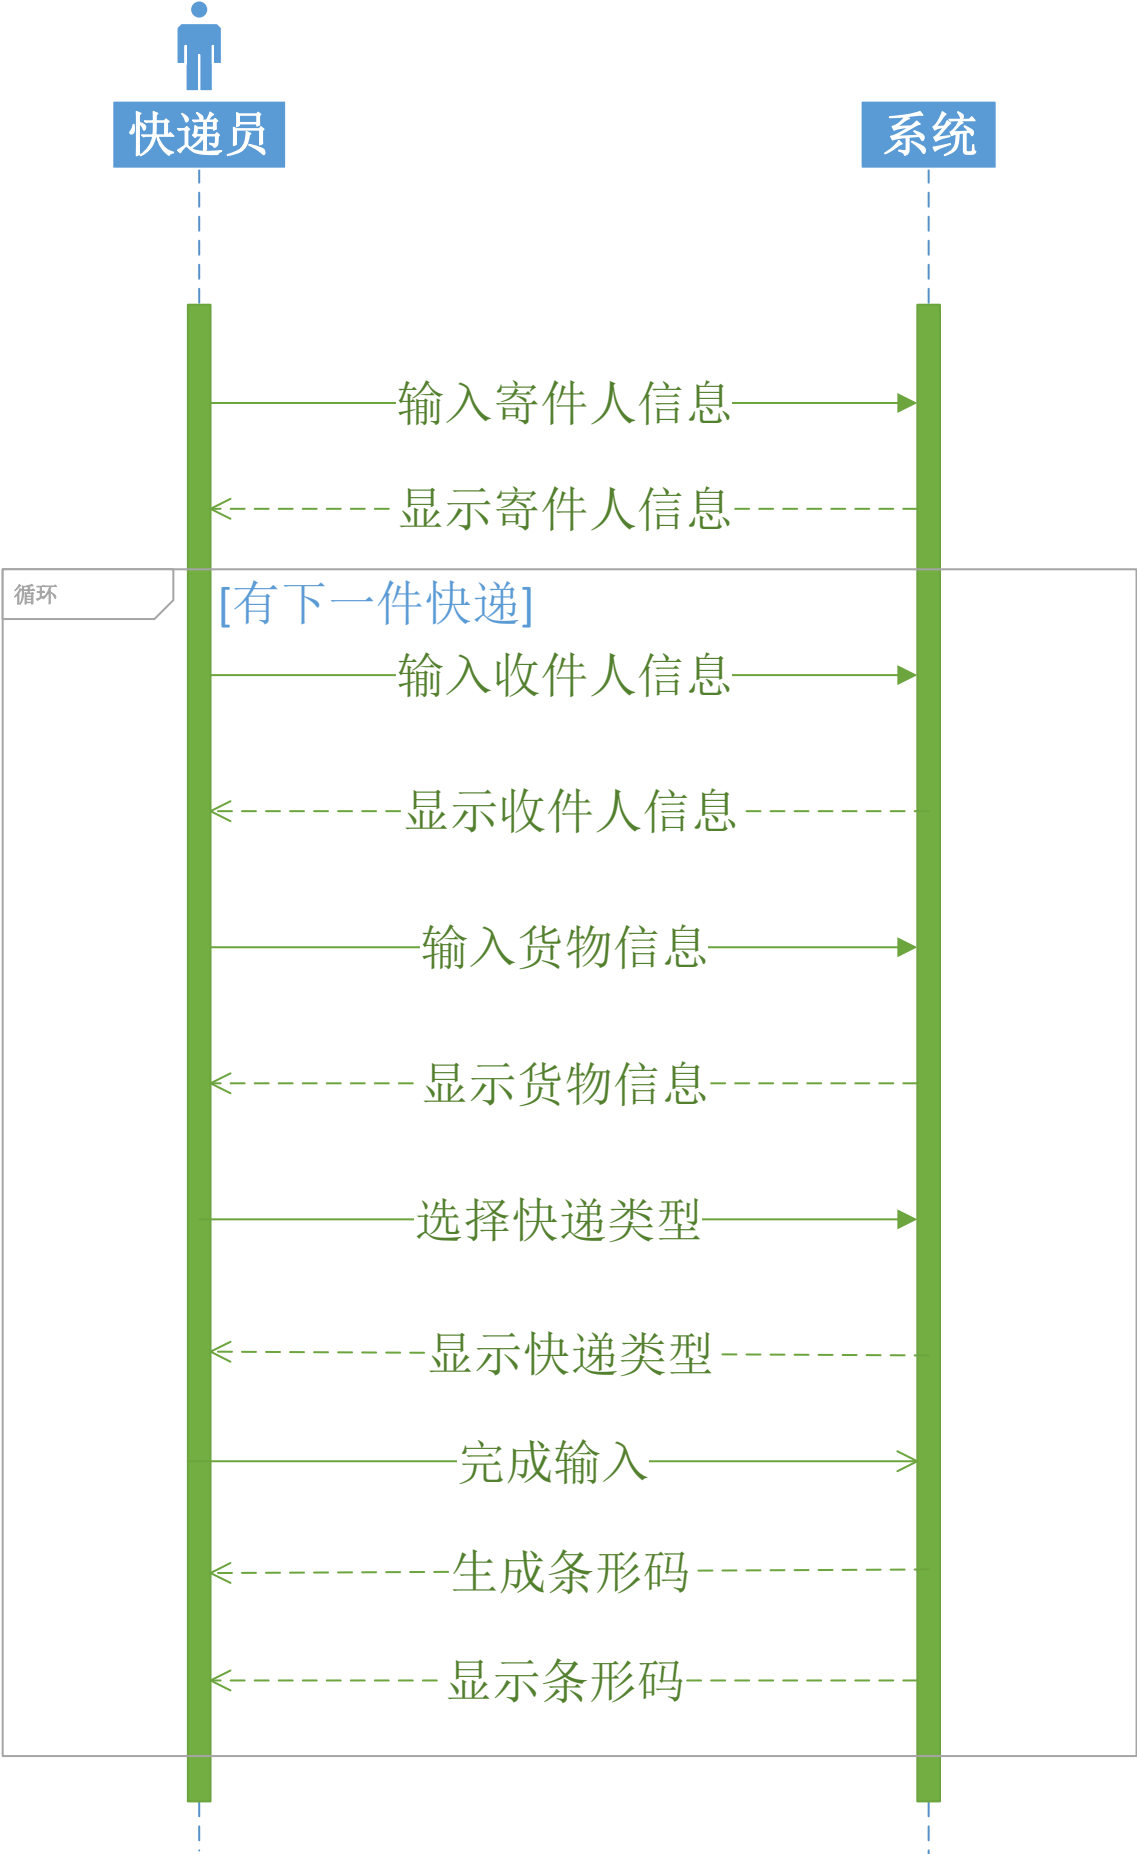 快递员
系统
输入寄件人信息
显示寄件人信息
循环
[有下一件快递]
输入收件人信息
显示收件人信息
输入货物信息
显示货物信息
选择快递类型
显示快递类型
完成输入
生成条形码
显示条形码